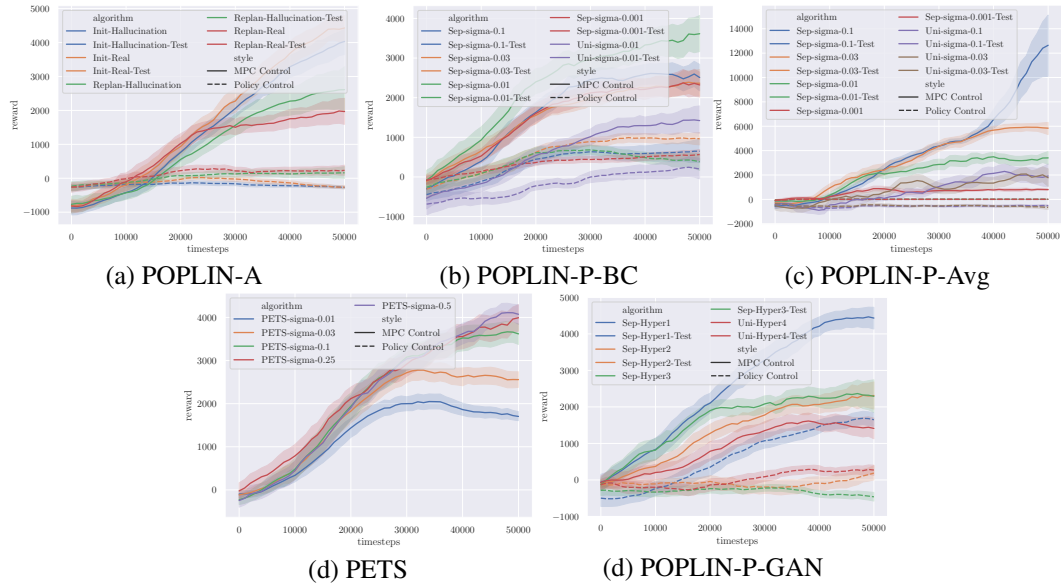 algorithm
Init-Hallucination
Init-Hallucination-Test
Init-Real
Init-Real-Test
Replan-Hallucination
Replan-Hallucination-Test
Replan-Real
Replan-Real-Test
style
MPC Control
Policy Control
5000
4000
3000
2000
1000
0
−1000
reward
0 10000 20000 30000 40000 50000
timesteps
(a) POPLIN-A
algorithm
Sep-sigma-0.1
Sep-sigma-0.1-Test
Sep-sigma-0.03
Sep-sigma-0.03-Test
Sep-sigma-0.01
Sep-sigma-0.01-Test
Sep-sigma-0.001
Sep-sigma-0.001-Test
Uni-sigma-0.01
Uni-sigma-0.01-Test
style
MPC Control
Policy Control
4000
3000
2000
1000
0
−1000
reward
0 10000 20000 30000 40000 50000
timesteps
(b) POPLIN-P-BC
algorithm
Sep-sigma-0.1
Sep-sigma-0.1-Test
Sep-sigma-0.03
Sep-sigma-0.03-Test
Sep-sigma-0.01
Sep-sigma-0.01-Test
Sep-sigma-0.001
Sep-sigma-0.001-Test
Uni-sigma-0.1
Uni-sigma-0.1-Test
Uni-sigma-0.03
Uni-sigma-0.03-Test
style
MPC Control
Policy Control
14000
12000
10000
8000
6000
4000
2000
0
−2000
reward
0 10000 20000 30000 40000 50000
timesteps
(c) POPLIN-P-Avg
algorithm
PETS-sigma-0.01
PETS-sigma-0.03
PETS-sigma-0.1
PETS-sigma-0.25
PETS-sigma-0.5
style
MPC Control
Policy Control
4000
3000
2000
1000
0
reward
0 10000 20000 30000 40000 50000
timesteps
(d) PETS
algorithm
Sep-Hyper1
Sep-Hyper1-Test
Sep-Hyper2
Sep-Hyper2-Test
Sep-Hyper3
Sep-Hyper3-Test
Uni-Hyper4
Uni-Hyper4-Test
style
MPC Control
Policy Control
5000
4000
3000
2000
1000
0
−1000
reward
0 10000 20000 30000 40000 50000
timesteps
(d) POPLIN-P-GAN